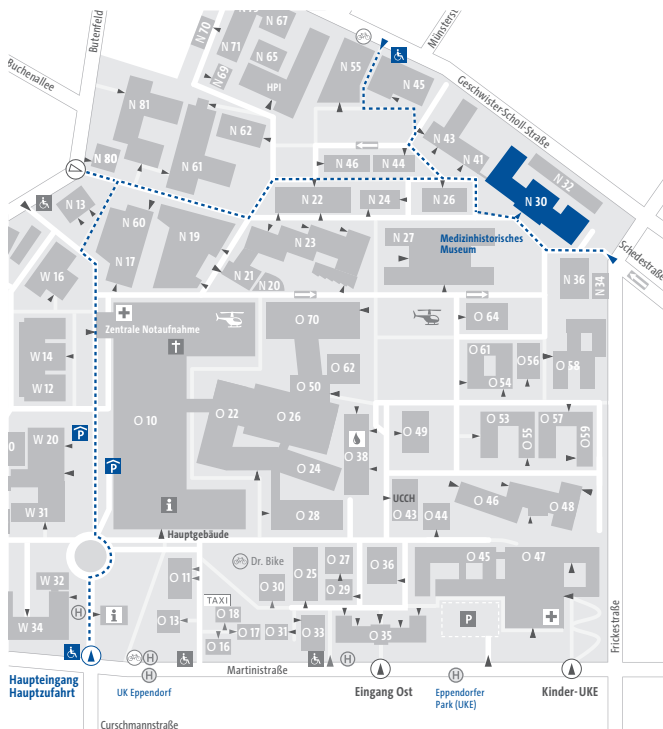 N 67
N 70
N 71
N 65
N 69
HPI
N 55
N 45
Münsterst
Butenfeld
Buchenallee
Geschwister-Scholl-Straße
N 81
N 62
N 43
N 41
N 80
N 61
N 46
N 44
N 32
N 30
N 13
N 60
N 22
N 24
N 26
N 19
N 23
N 27
Medizinhistorisches
Museum
Schedestraße
N 17
N 21
N 20
N 36
N 34
W 16
Zentrale Notaufnahme
O 70
O 64
W 14
W 12
O 61
O 56
O 58
O 54
O 62
O 50
O 10
O 22
O 26
O 24
O 38
O 49
O 53
O 55
O 57
O 59
W 20
P
P
W 31
i
O 28
UCCH
O 43
O 44
O 46
O 48
Hauptgebäude
Dr. Bike
O 11
O 30
O 25
O 27
O 29
O 36
O 45
O 47
W 32
H
i
W 34
O 13
TAXI
O 18
O 17
O 16
O 31
O 33
O 35
P
Frickestraße
Martinistraße
H
H
H
Haupteingang
Hauptzufahrt
UK Eppendorf
Eingang Ost
Eppendorfer
Park (UKE)
Kinder-UKE
Curschmannstraße